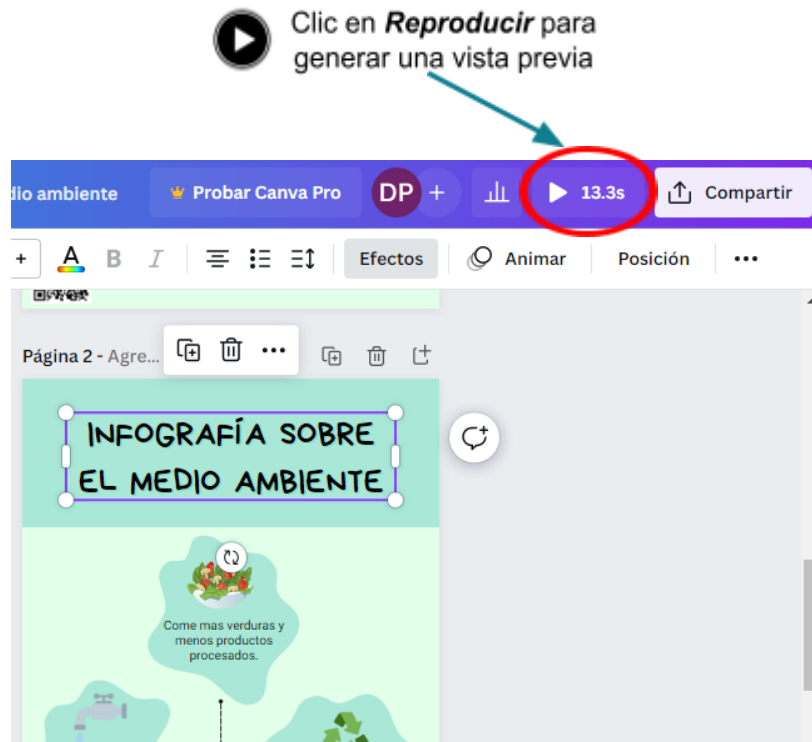 Clic en Reproducir para
generar una vista previa
dio ambiente
Probar Canva Pro
DP
+
13.3s
Compartir
+
A
B
I
Efectos
Animar
Posición
Página 2 - Agre...
INFOGRAFÍA SOBRE
EL MEDIO AMBIENTE
Come mas verduras y
menos productos
procesados.